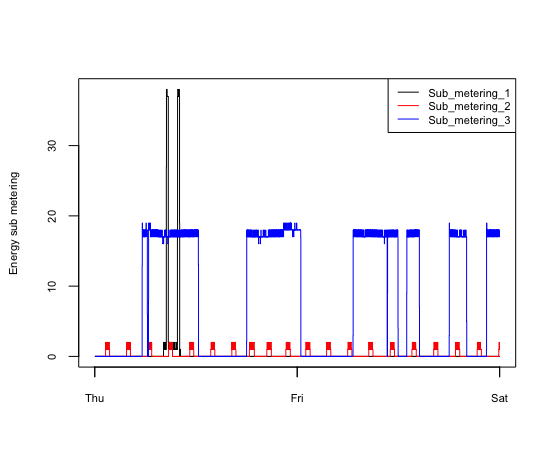 Sub_metering_1
Sub_metering_2
Sub_metering_3
Energy sub metering
30
20
10
0
Thu Fri Sat